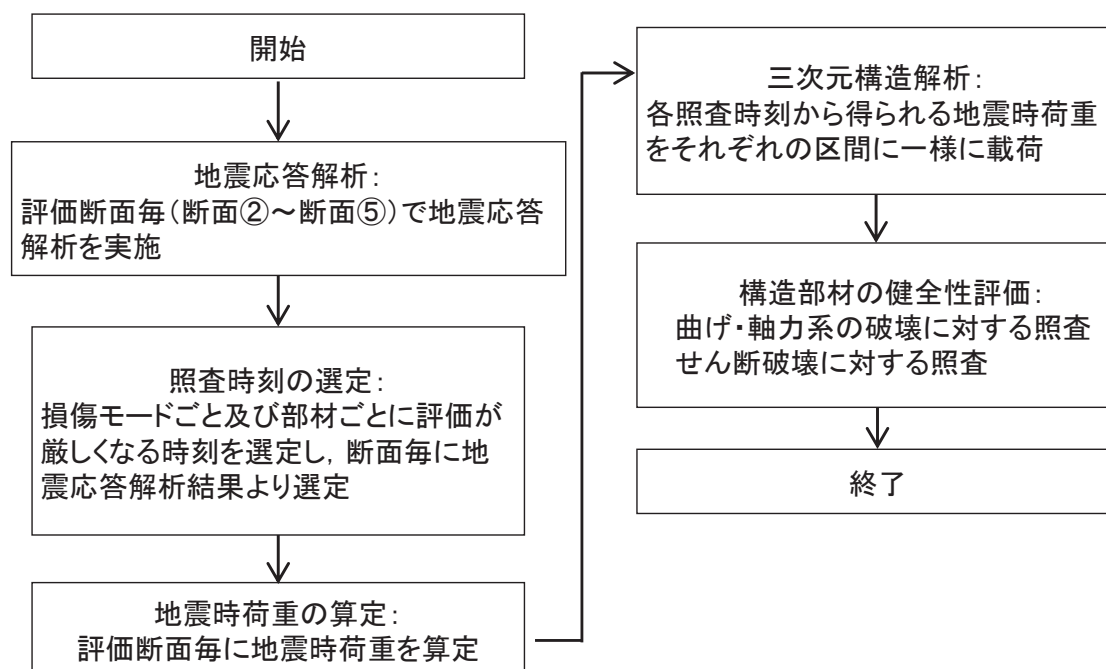 開始
地震応答解析:
評価断面毎(断面②～断面⑤)で地震応答
解析を実施
照査時刻の選定:
損傷モードごと及び部材ごとに評価が
厳しくなる時刻を選定し，断面毎に地
震応答解析結果より選定
地震時荷重の算定:
評価断面毎に地震時荷重を算定
三次元構造解析:
各照査時刻から得られる地震時荷重
をそれぞれの区間に一様に載荷
構造部材の健全性評価:
曲げ・軸力系の破壊に対する照査
せん断破壊に対する照査
終了